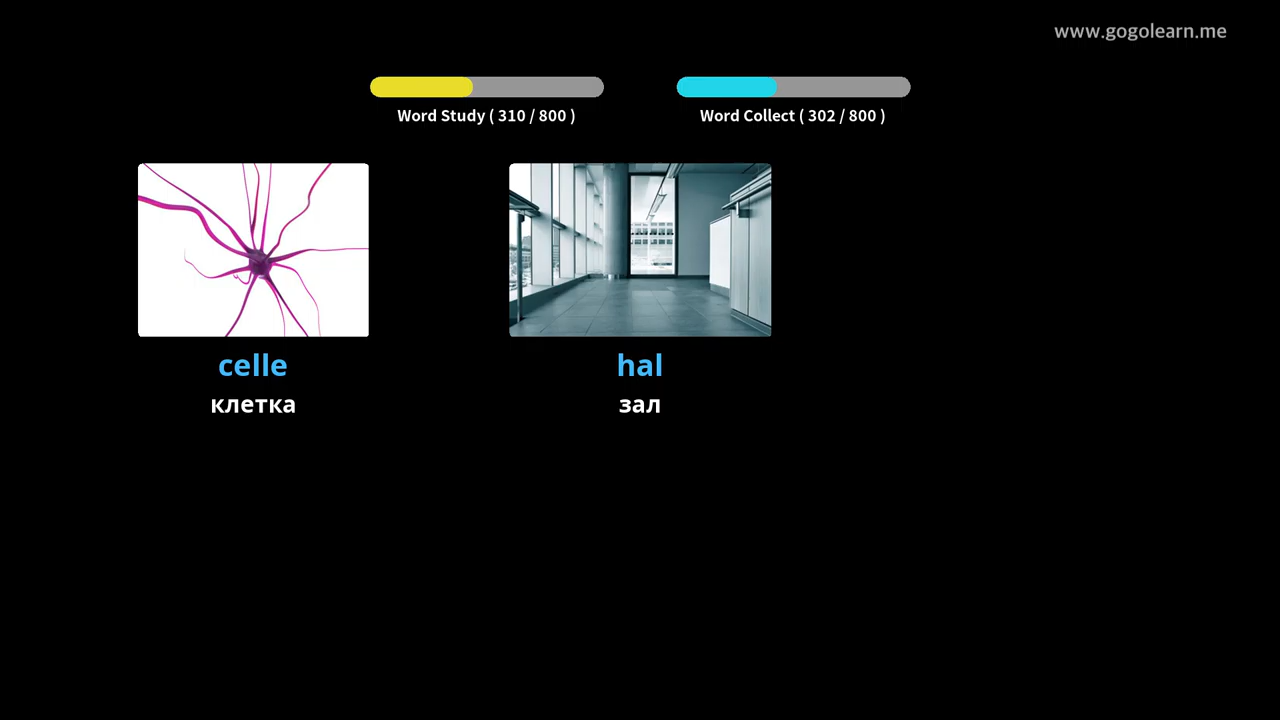 www.gogolearn.me
Word Study ( 310 / 800 )
Word Collect ( 302 / 800 )
celle
клетка
hal
зал